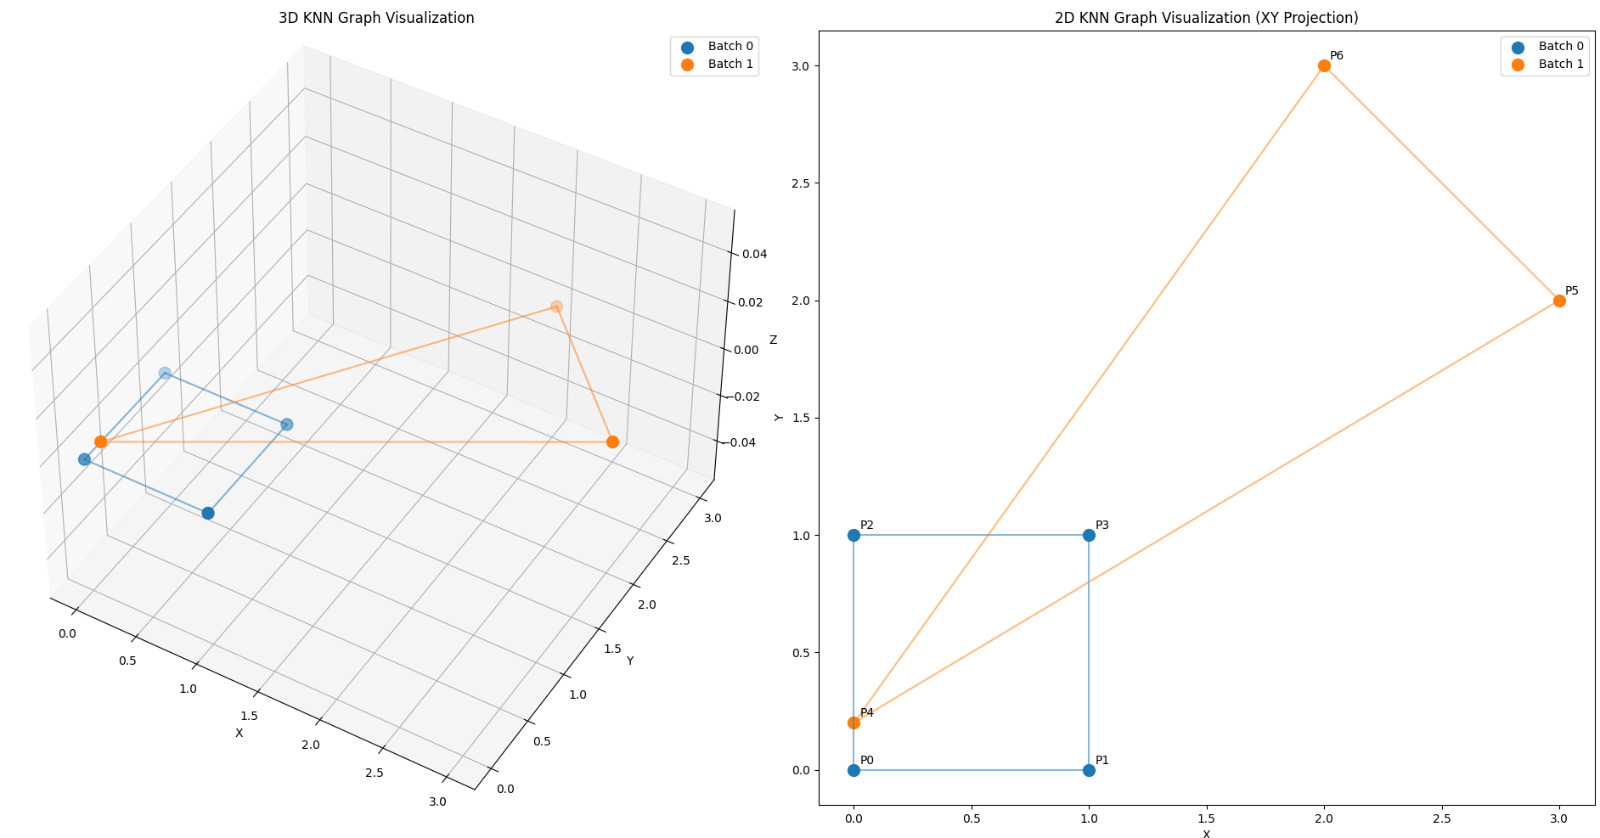 3D KNN Graph Visualization
Batch 0
Batch 1
0.04
0.02
0.00
−0.02
−0.04
Z
3.0
2.5
2.0
1.5
1.0
0.5
0.0
Y
0.0
0.5
1.0
1.5
2.0
2.5
3.0
X
2D KNN Graph Visualization (XY Projection)
Batch 0
Batch 1
3.0
2.5
2.0
1.5
1.0
0.5
0.0
Y
P6
P5
P2
P3
P4
P0
P1
0.0
0.5
1.0
1.5
2.0
2.5
3.0
X